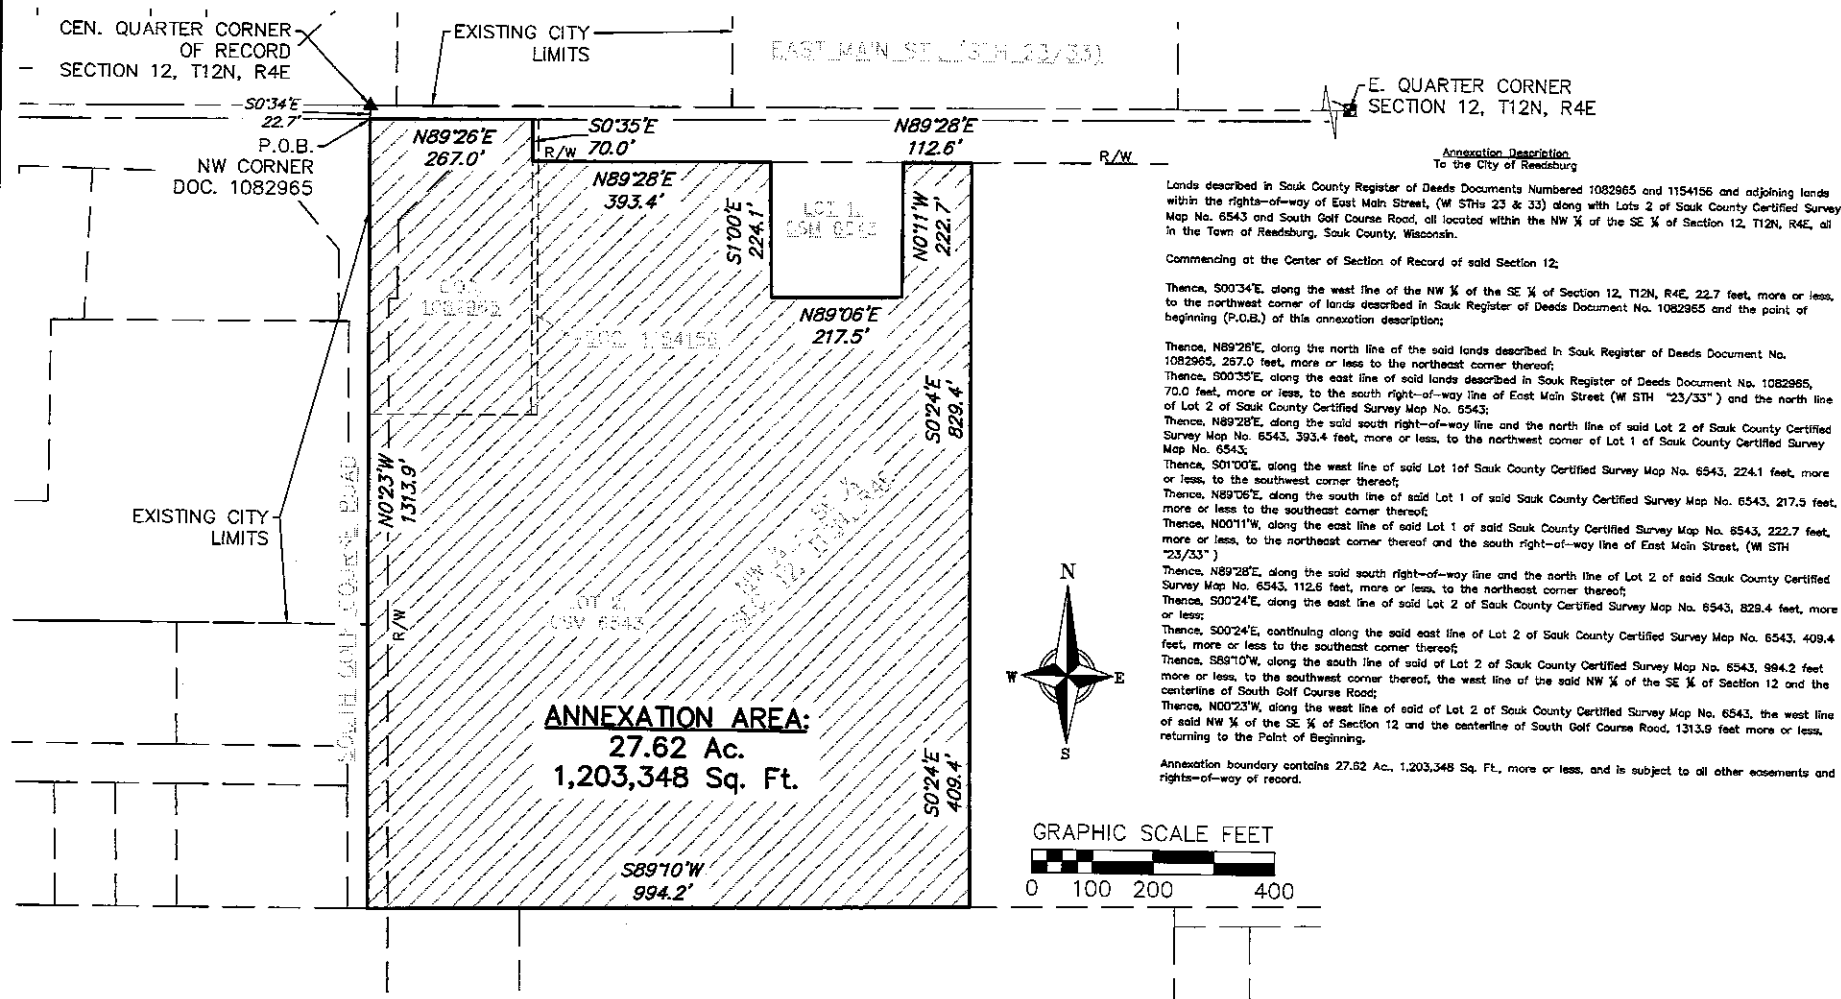 CEN. QUARTER CORNER
OF RECORD
SECTION 12, T12N, R4E
EXISTING CITY
LIMITS
EAST MAIN ST. (STH 23/33)
E. QUARTER CORNER
SECTION 12, T12N, R4E
S0°34'E
22.7'
P.O.B.
NW CORNER
DOC. 1082965
N89°26'E
267.0'
S0°35'E
70.0'
R/W
N89°28'E
393.4'
N89°28'E
112.6'
R/W
S1°00'E
224.1'
LOT 1
CSM 6543
N0°11'W
222.7'
N89°06'E
217.5'
DOC.
1082965
DOC. 1154156
S0°24'E
829.4'
EXISTING CITY
LIMITS
SOUTH GOLF COURSE ROAD
N0°23'W
1313.9'
R/W
LOT 2
CSV 6543
ANNEXATION AREA:
27.62 Ac.
1,203,348 Sq. Ft.
S0°24'E
409.4'
S89°10'W
994.2'
N
W
E
S
GRAPHIC SCALE FEET
0 100 200 400
Annexation Description
To the City of Reedsburg
Lands described in Sauk County Register of Deeds Documents Numbered 1082965 and 1154156 and adjoining lands
within the rights-of-way of East Main Street, (WI STHs 23 & 33) along with Lots 2 of Sauk County Certified Survey
Map No. 6543 and South Golf Course Road, all located within the NW ¼ of the SE ¼ of Section 12, T12N, R4E, all
in the Town of Reedsburg, Sauk County, Wisconsin.
Commencing at the Center of Section of Record of said Section 12;
Thence, S00°34'E, along the west line of the NW ¼ of the SE ¼ of Section 12, T12N, R4E, 22.7 feet, more or less,
to the northwest corner of lands described in Sauk Register of Deeds Document No. 1082965 and the point of
beginning (P.O.B.) of this annexation description;
Thence, N89°26'E, along the north line of the said lands described in Sauk Register of Deeds Document No.
1082965, 267.0 feet, more or less to the northeast corner thereof;
Thence, S00°35'E, along the east line of said lands described in Sauk Register of Deeds Document No. 1082965,
70.0 feet, more or less, to the south right-of-way line of East Main Street (WI STH "23/33") and the north line
of Lot 2 of Sauk County Certified Survey Map No. 6543;
Thence, N89°28'E, along the said south right-of-way line and the north line of said Lot 2 of Sauk County Certified
Survey Map No. 6543, 393.4 feet, more or less, to the northwest corner of Lot 1 of Sauk County Certified Survey
Map No. 6543;
Thence, S01°00'E, along the west line of said Lot 1of Sauk County Certified Survey Map No. 6543, 224.1 feet, more
or less, to the southwest corner thereof;
Thence, N89°06'E, along the south line of said Lot 1 of said Sauk County Certified Survey Map No. 6543, 217.5 feet,
more or less to the southeast corner thereof;
Thence, N00°11'W, along the east line of said Lot 1 of said Sauk County Certified Survey Map No. 6543, 222.7 feet,
more or less, to the northeast corner thereof and the south right-of-way line of East Main Street, (WI STH
"23/33")
Thence, N89°28'E, along the said south right-of-way line and the north line of Lot 2 of said Sauk County Certified
Survey Map No. 6543, 112.6 feet, more or less, to the northeast corner thereof;
Thence, S00°24'E, along the east line of said Lot 2 of Sauk County Certified Survey Map No. 6543, 829.4 feet, more
or less;
Thence, S00°24'E, continuing along the said east line of Lot 2 of Sauk County Certified Survey Map No. 6543, 409.4
feet, more or less to the southeast corner thereof;
Thence, S89°10'W, along the south line of said of Lot 2 of Sauk County Certified Survey Map No. 6543, 994.2 feet
more or less, to the southwest corner thereof, the west line of the said NW ¼ of the SE ¼ of Section 12 and the
centerline of South Golf Course Road;
Thence, N00°23'W, along the west line of said of Lot 2 of Sauk County Certified Survey Map No. 6543, the west line
of said NW ¼ of the SE ¼ of Section 12 and the centerline of South Golf Course Road, 1313.9 feet more or less,
returning to the Point of Beginning.
Annexation boundary contains 27.62 Ac., 1,203,348 Sq. Ft., more or less, and is subject to all other easements and
rights-of-way of record.